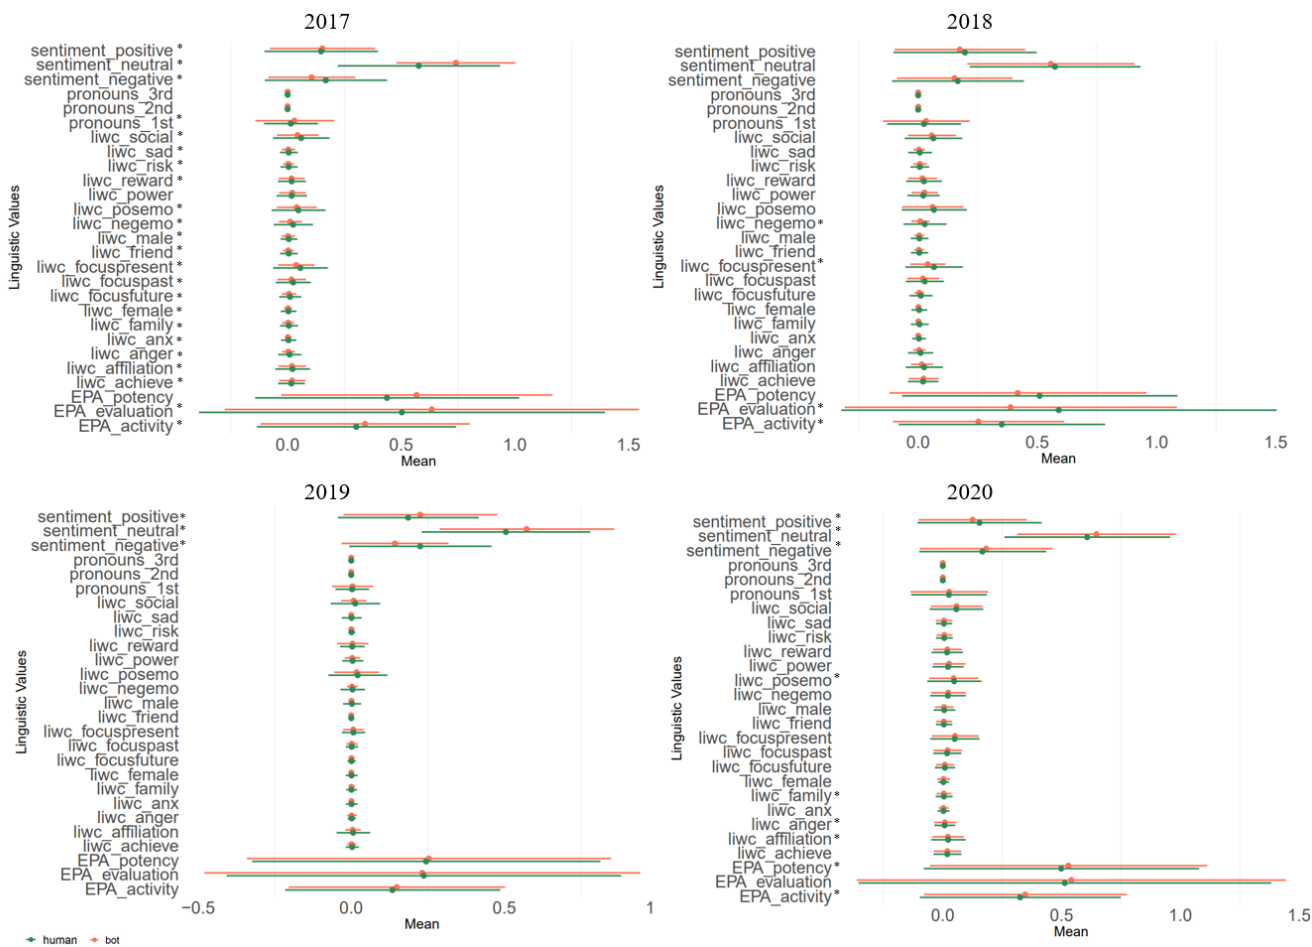 2017
Linguistic Values
sentiment_positive *
sentiment_neutral *
sentiment_negative *
pronouns_3rd
pronouns_2nd
pronouns_1st *
liwc_social *
liwc_sad *
liwc_risk *
liwc_reward *
liwc_power
liwc_posemo *
liwc_negemo *
liwc_male *
liwc_friend *
liwc_focuspresent *
liwc_focuspast *
liwc_focusfuture *
liwc_female *
liwc_family *
liwc_anx *
liwc_anger *
liwc_affiliation *
liwc_achieve *
EPA_potency
EPA_evaluation *
EPA_activity *
0.0 0.5 1.0 1.5
Mean
2018
Linguistic Values
sentiment_positive
sentiment_neutral
sentiment_negative
pronouns_3rd
pronouns_2nd
pronouns_1st
liwc_social
liwc_sad
liwc_risk
liwc_reward
liwc_power
liwc_posemo
liwc_negemo *
liwc_male
liwc_friend
liwc_focuspresent *
liwc_focuspast
liwc_focusfuture
liwc_female
liwc_family
liwc_anx
liwc_anger
liwc_affiliation
liwc_achieve
EPA_potency
EPA_evaluation *
EPA_activity *
0.0 0.5 1.0 1.5
Mean
2019
Linguistic Values
sentiment_positive *
sentiment_neutral *
sentiment_negative *
pronouns_3rd
pronouns_2nd
pronouns_1st
liwc_social
liwc_sad
liwc_risk
liwc_reward
liwc_power
liwc_posemo
liwc_negemo
liwc_male
liwc_friend
liwc_focuspresent
liwc_focuspast
liwc_focusfuture
liwc_female
liwc_family
liwc_anx
liwc_anger
liwc_affiliation
liwc_achieve
EPA_potency
EPA_evaluation
EPA_activity
−0.5 0.0 0.5 1
Mean
human bot
2020
Linguistic Values
sentiment_positive *
sentiment_neutral *
sentiment_negative *
pronouns_3rd
pronouns_2nd
pronouns_1st
liwc_social
liwc_sad
liwc_risk
liwc_reward
liwc_power
liwc_posemo *
liwc_negemo
liwc_male
liwc_friend
liwc_focuspresent
liwc_focuspast
liwc_focusfuture
liwc_female
liwc_family *
liwc_anx
liwc_anger *
liwc_affiliation *
liwc_achieve
EPA_potency *
EPA_evaluation
EPA_activity *
0.0 0.5 1.0 1.5
Mean